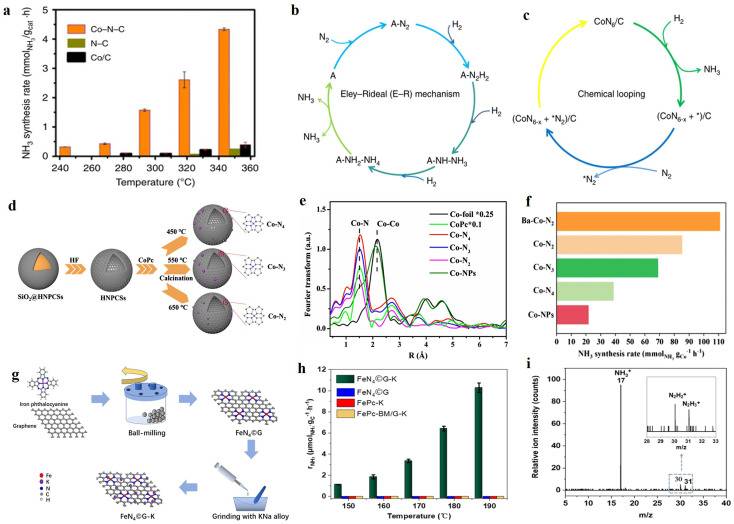 a
Co–N–C
N–C
Co/C
NH3 synthesis rate (mmolNH3/gcat ·h)
5
4
3
2
1
0
240 260 280 300 320 340 360
Temperature (°C)
b
A-N2
N2
H2
A
A-N2H2
Eley–Rideal (E–R) mechanism
NH3
H2
NH3
A-NH2-NH4
A-NH-NH3
H2
c
CoN6/C
H2
NH3
Chemical looping
(CoN6-x + *N2)/C
(CoN6-x + *)/C
*N2
N2
d
450 ℃
Co-N4
HF
CoPc
550 ℃
Calcination
Co-N3
SiO2@HNPCSs
HNPCSs
650 ℃
Co-N2
e
Fourier transform (a.u.)
1.5
1.0
0.5
0.0
Co-N
Co-Co
Co-foil *0.25
CoPc*0.1
Co-N4
Co-N3
Co-N2
Co-NPs
0 1 2 3 4 5 6 7
R (Å)
f
Ba-Co-N2
Co-N2
Co-N3
Co-N4
Co-NPs
0 10 20 30 40 50 60 70 80 90 100 110
NH3 synthesis rate (mmolNH3 gCo-1 h-1)
g
Iron phthalocyanine
Graphene
Ball-milling
FeN4©G
Fe
K
N
C
H
FeN4©G-K
Grinding with KNa alloy
h
rNH3 (μmolNH3 gC-1·h-1)
12
10
8
6
4
2
0
FeN4©G-K
FeN4©G
FePc-K
FePc-BM/G-K
150 160 170 180 190
Temperature (℃)
i
Relative ion intensity (counts)
NH3+
17
N2H2+
N2H3+
28 29 30 31 32 33
m/z
30
31
5 10 15 20 25 30 35 40
m/z